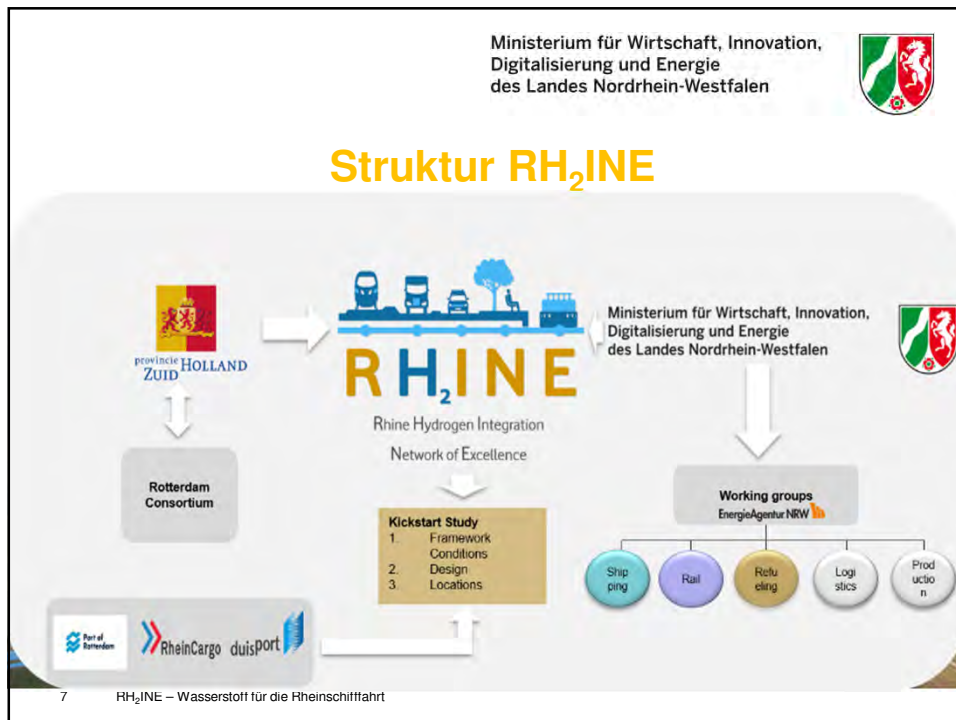 Ministerium für Wirtschaft, Innovation,
Digitalisierung und Energie
des Landes Nordrhein-Westfalen
Struktur RH₂INE
provincie HOLLAND
ZUID
Rotterdam
Consortium
RH₂INE
Rhine Hydrogen Integration
Network of Excellence
Kickstart Study
1. Framework
Conditions
2. Design
3. Locations
Port of
Rotterdam
RheinCargo
duisport
Ministerium für Wirtschaft, Innovation,
Digitalisierung und Energie
des Landes Nordrhein-Westfalen
Working groups
EnergieAgentur NRW
Ship
ping
Rail
Refu
eling
Logi
stics
Prod
uctio
n
7 RH₂INE – Wasserstoff für die Rheinschifffahrt